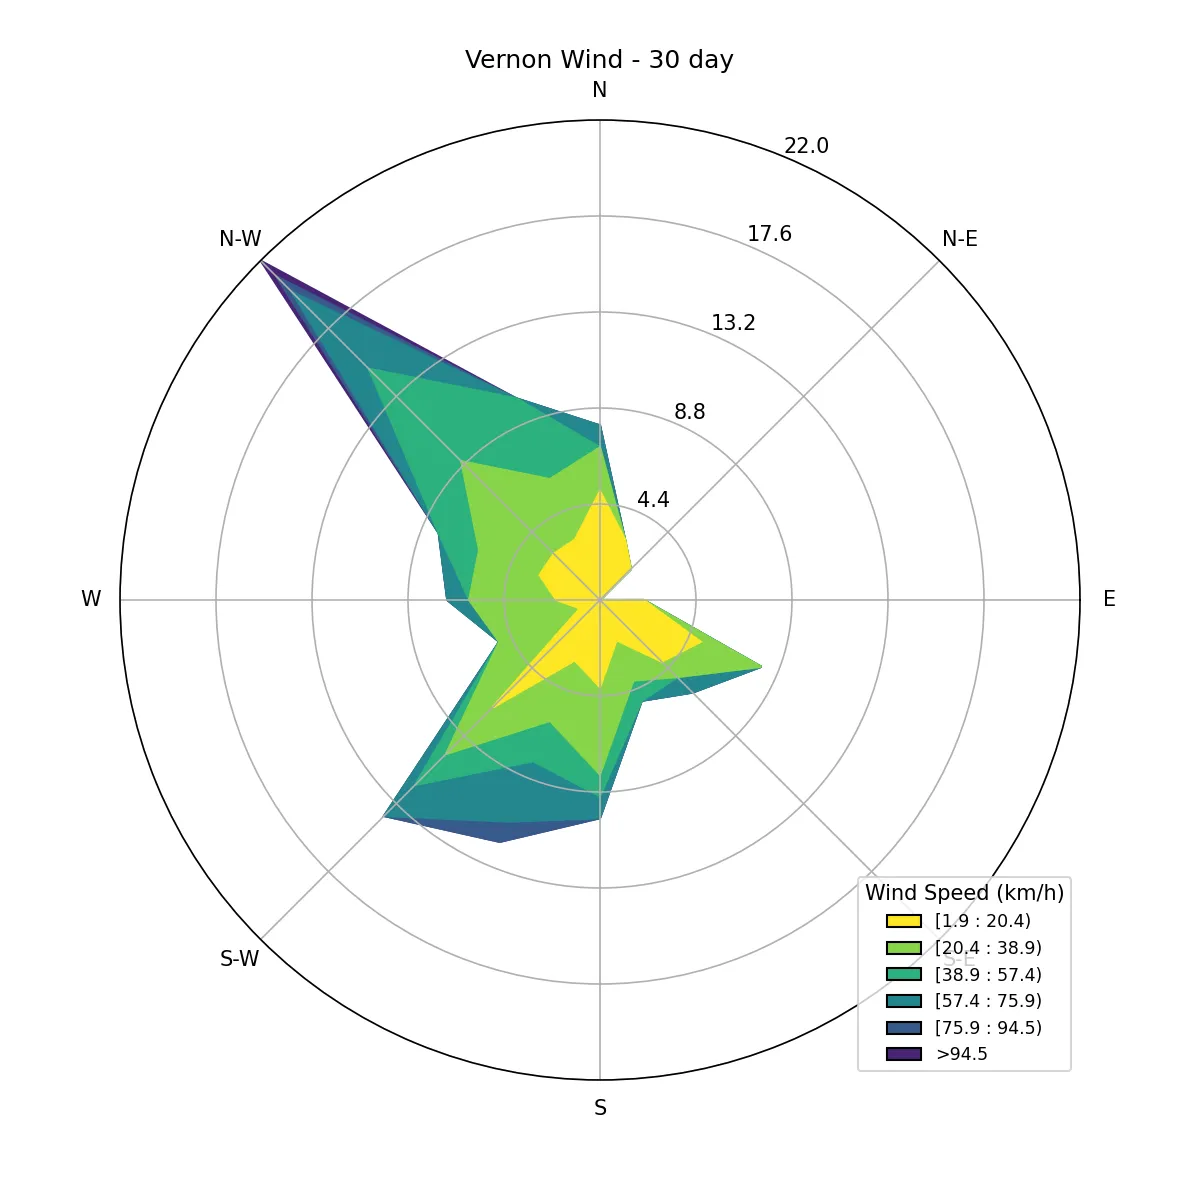 Vernon Wind - 30 day
N
22.0
N-W
17.6
N-E
13.2
8.8
4.4
W
E
S-W
S-E
S
Wind Speed (km/h)
[1.9 : 20.4)
[20.4 : 38.9)
[38.9 : 57.4)
[57.4 : 75.9)
[75.9 : 94.5)
>94.5